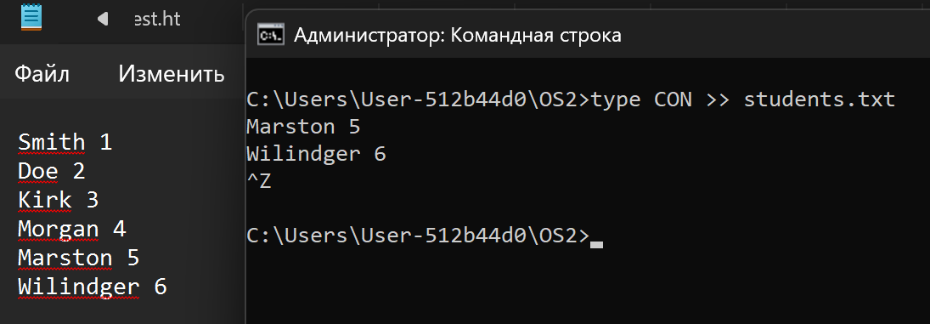 est.ht
Файл Изменить
Smith 1
Doe 2
Kirk 3
Morgan 4
Marston 5
Wilindger 6
Администратор: Командная строка
C:\Users\User-512b44d0\OS2>type CON >> students.txt
Marston 5
Wilindger 6
^Z
C:\Users\User-512b44d0\OS2>